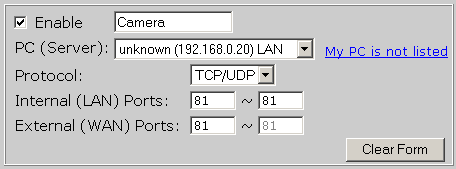 Enable Camera
PC (Server): unknown (192.168.0.20) LAN My PC is not listed
Protocol: TCP/UDP
Internal (LAN) Ports: 81 ~ 81
External (WAN) Ports: 81 ~ 81
Clear Form